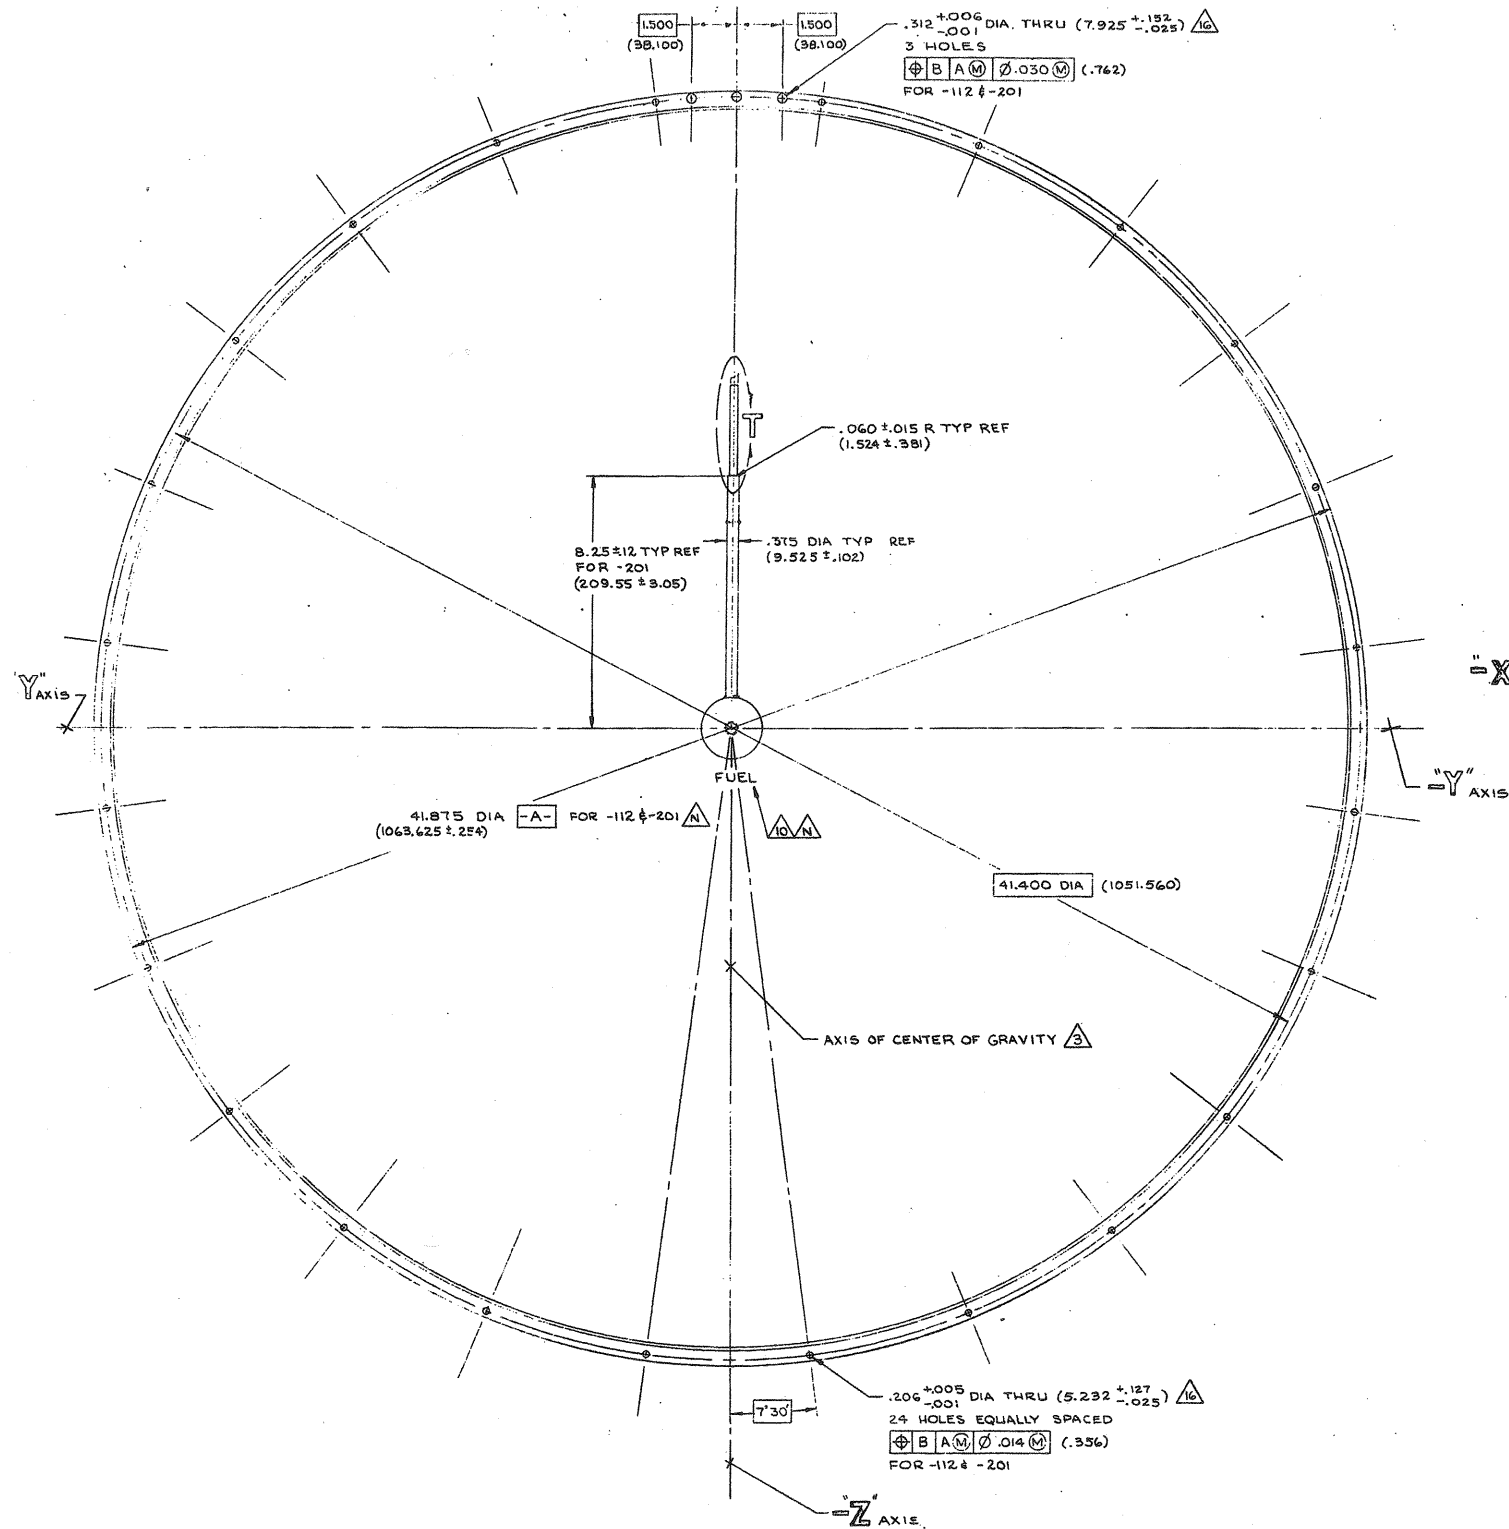 1.500
(38.100)
1.500
(38.100)
.312 +.006 -.001 DIA. THRU (7.925 +.152 -.025) 16
3 HOLES
⌖ B A Ⓜ Ø.030 Ⓜ (.762)
FOR -112 & -201
T
.060 ±.015 R TYP REF
(1.524 ±.381)
8.25±12 TYP REF
FOR -201
(209.55 ±3.05)
.375 DIA TYP REF
(9.525 ±.102)
"Y" AXIS
"-X
-"Y" AXIS
FUEL
41.875 DIA -A- FOR -112 & -201 N
(1063.625 ±.254)
10 N
41.400 DIA (1051.560)
AXIS OF CENTER OF GRAVITY 3
.206 +.005 -.001 DIA THRU (5.232 +.127 -.025) 16
24 HOLES EQUALLY SPACED
⌖ B A Ⓜ Ø .014 Ⓜ (.356)
FOR -112 & -201
7°30'
-"Z" AXIS